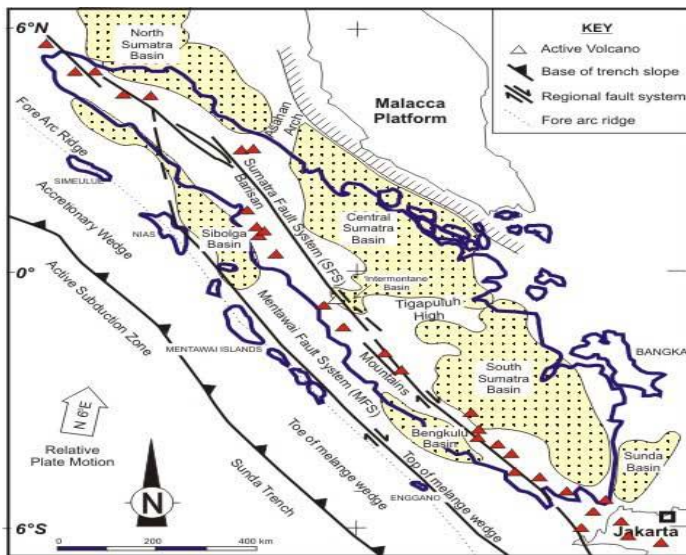 6°N
0°
6°S
North
Sumatra
Basin
Asahan
Arch
Malacca
Platform
KEY
Active Volcano
Base of trench slope
Regional fault system
Fore arc ridge
Fore Arc Ridge
SIMEULUE
Accretionary Wedge
NIAS
Sibolga
Basin
Barisan
Sumatra Fault System (SFS)
Central
Sumatra
Basin
Intermontane
Basin
Tigapuluh
High
Active Subduction Zone
MENTAWAI ISLANDS
Mentawai Fault System (MFS)
Mountains
South
Sumatra
Basin
BANGKA
N 6°E
Relative
Plate Motion
Bengkulu
Basin
Sunda
Basin
Toe of melange wedge
Top of melange wedge
Sunda Trench
ENGGANO
N
Jakarta
0
200
400 km